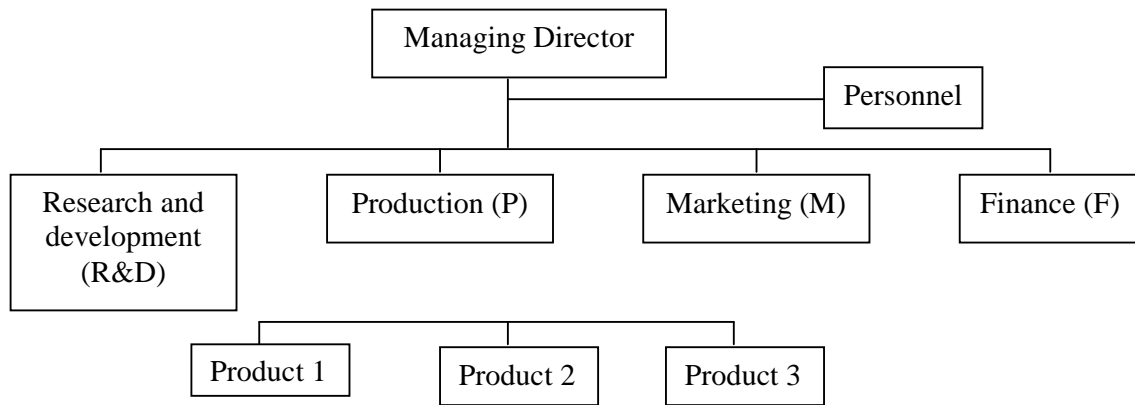 Managing Director
Personnel
Research and
development
(R&D)
Production (P)
Marketing (M)
Finance (F)
Product 1
Product 2
Product 3